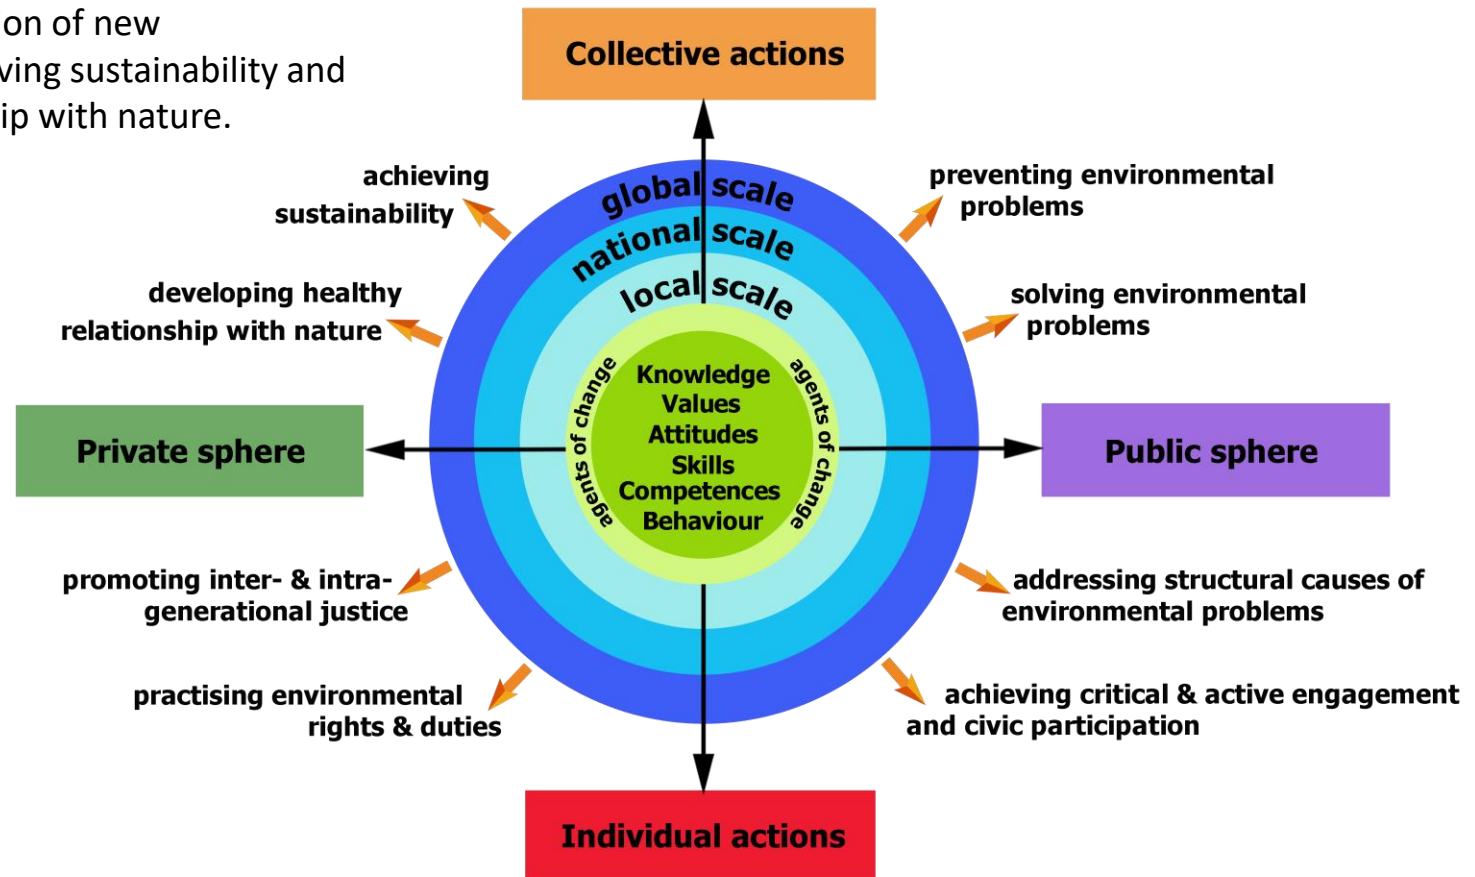 ion of new
ving sustainability and
ip with nature.
Collective actions
achieving
sustainability
preventing environmental
problems
global scale
national scale
local scale
developing healthy
relationship with nature
solving environmental
problems
agents of change
agents of change
Knowledge
Values
Attitudes
Skills
Competences
Behaviour
Private sphere
Public sphere
promoting inter- & intra-
generational justice
addressing structural causes of
environmental problems
practising environmental
rights & duties
achieving critical & active engagement
and civic participation
Individual actions